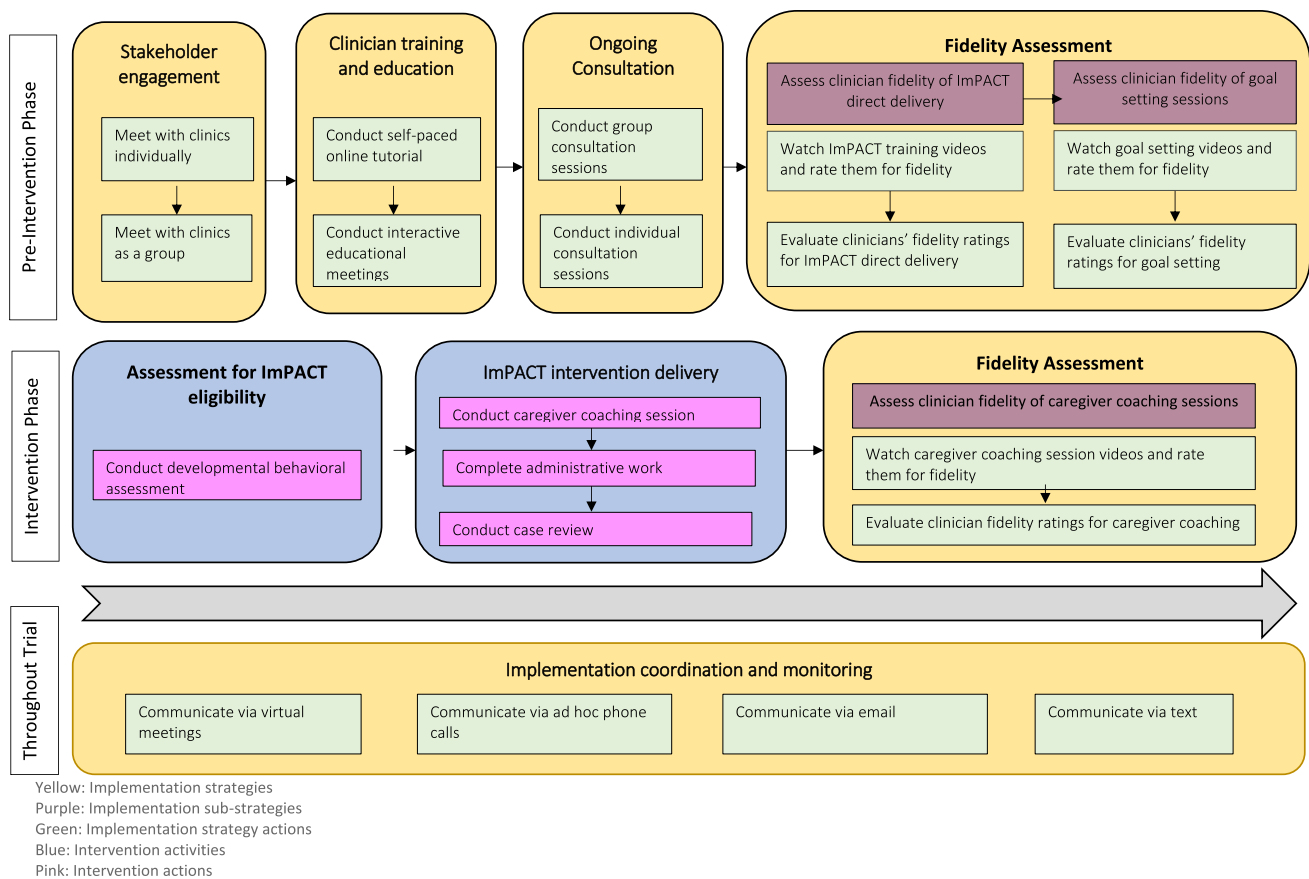 Pre-Intervention Phase
Stakeholder
engagement
Meet with clinics
individually
Meet with clinics
as a group
Clinician training
and education
Conduct self-paced
online tutorial
Conduct interactive
educational
meetings
Ongoing
Consultation
Conduct group
consultation
sessions
Conduct individual
consultation
sessions
Fidelity Assessment
Assess clinician fidelity of ImPACT
direct delivery
Watch ImPACT training videos
and rate them for fidelity
Evaluate clinicians’ fidelity ratings
for ImPACT direct delivery
Assess clinician fidelity of goal
setting sessions
Watch goal setting videos and
rate them for fidelity
Evaluate clinicians’ fidelity
ratings for goal setting
Intervention Phase
Assessment for ImPACT
eligibility
Conduct developmental behavioral
assessment
ImPACT intervention delivery
Conduct caregiver coaching session
Complete administrative work
Conduct case review
Fidelity Assessment
Assess clinician fidelity of caregiver coaching sessions
Watch caregiver coaching session videos and rate
them for fidelity
Evaluate clinician fidelity ratings for caregiver coaching
Throughout Trial
Implementation coordination and monitoring
Communicate via virtual
meetings
Communicate via ad hoc phone
calls
Communicate via email
Communicate via text
Yellow: Implementation strategies
Purple: Implementation sub-strategies
Green: Implementation strategy actions
Blue: Intervention activities
Pink: Intervention actions